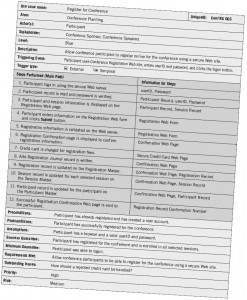 Use case name: Register for Conference UniqueID: Conf RG 003
Area: Conference Planning
Actor(s): Participant
Stakeholder: Conference Sponsor, Conference Speakers
Level: Blue
Description: Allow conference participant to register online for the conference using a secure Web site.
Triggering Event: Participant uses Conference Registration Website, enters userID and password, and clicks the logon button.
Trigger type: External Temporal
Steps Performed (Main Path) Information for Steps
1. Participant logs in using the secure Web server. userID, Password
2. Participant record is read and password is verified. Participant Record, userID, Password
3. Participant and session information is displayed on the Registration Web page. Participant Record, Session Record
4. Participant enters information on the Registration Web form and clicks Submit button. Registration Web Form
5. Registration information is validated on the Web server. Registration Web Form
6. Registration Confirmation page is displayed to confirm registration information. Confirmation Web Page
7. Credit card is charged for registration fees. Secure Credit Card Web Page
8. Add Registration Journal record is written. Confirmation Web Page
9. Registration record is updated on the Registration Master. Confirmation Web Page, Registration Record
10. Session record is updated for each selected session on the Session Master. Confirmation Web Page, Session Record
11. Participant record is updated for the participant on the Participant Master. Confirmation Web Page, Participant Record
12. Successful Registration Confirmation Web page is sent to the participant. Registration Record Confirmation Number
Preconditions: Participant has already registered and has created a user account.
Postconditions: Participant has successfully registered for the conference.
Assumptions: Participant has a browser and a valid userID and password.
Success Guarantee: Participant has registered for the conference and is enrolled in all selected sessions.
Minimum Guarantee: Participant was able to logon.
Requirements Met: Allow conference participants to be able to register for the conference using a secure Web site.
Outstanding Issues: How should a rejected credit card be handled?
Priority: High
Risk: Medium